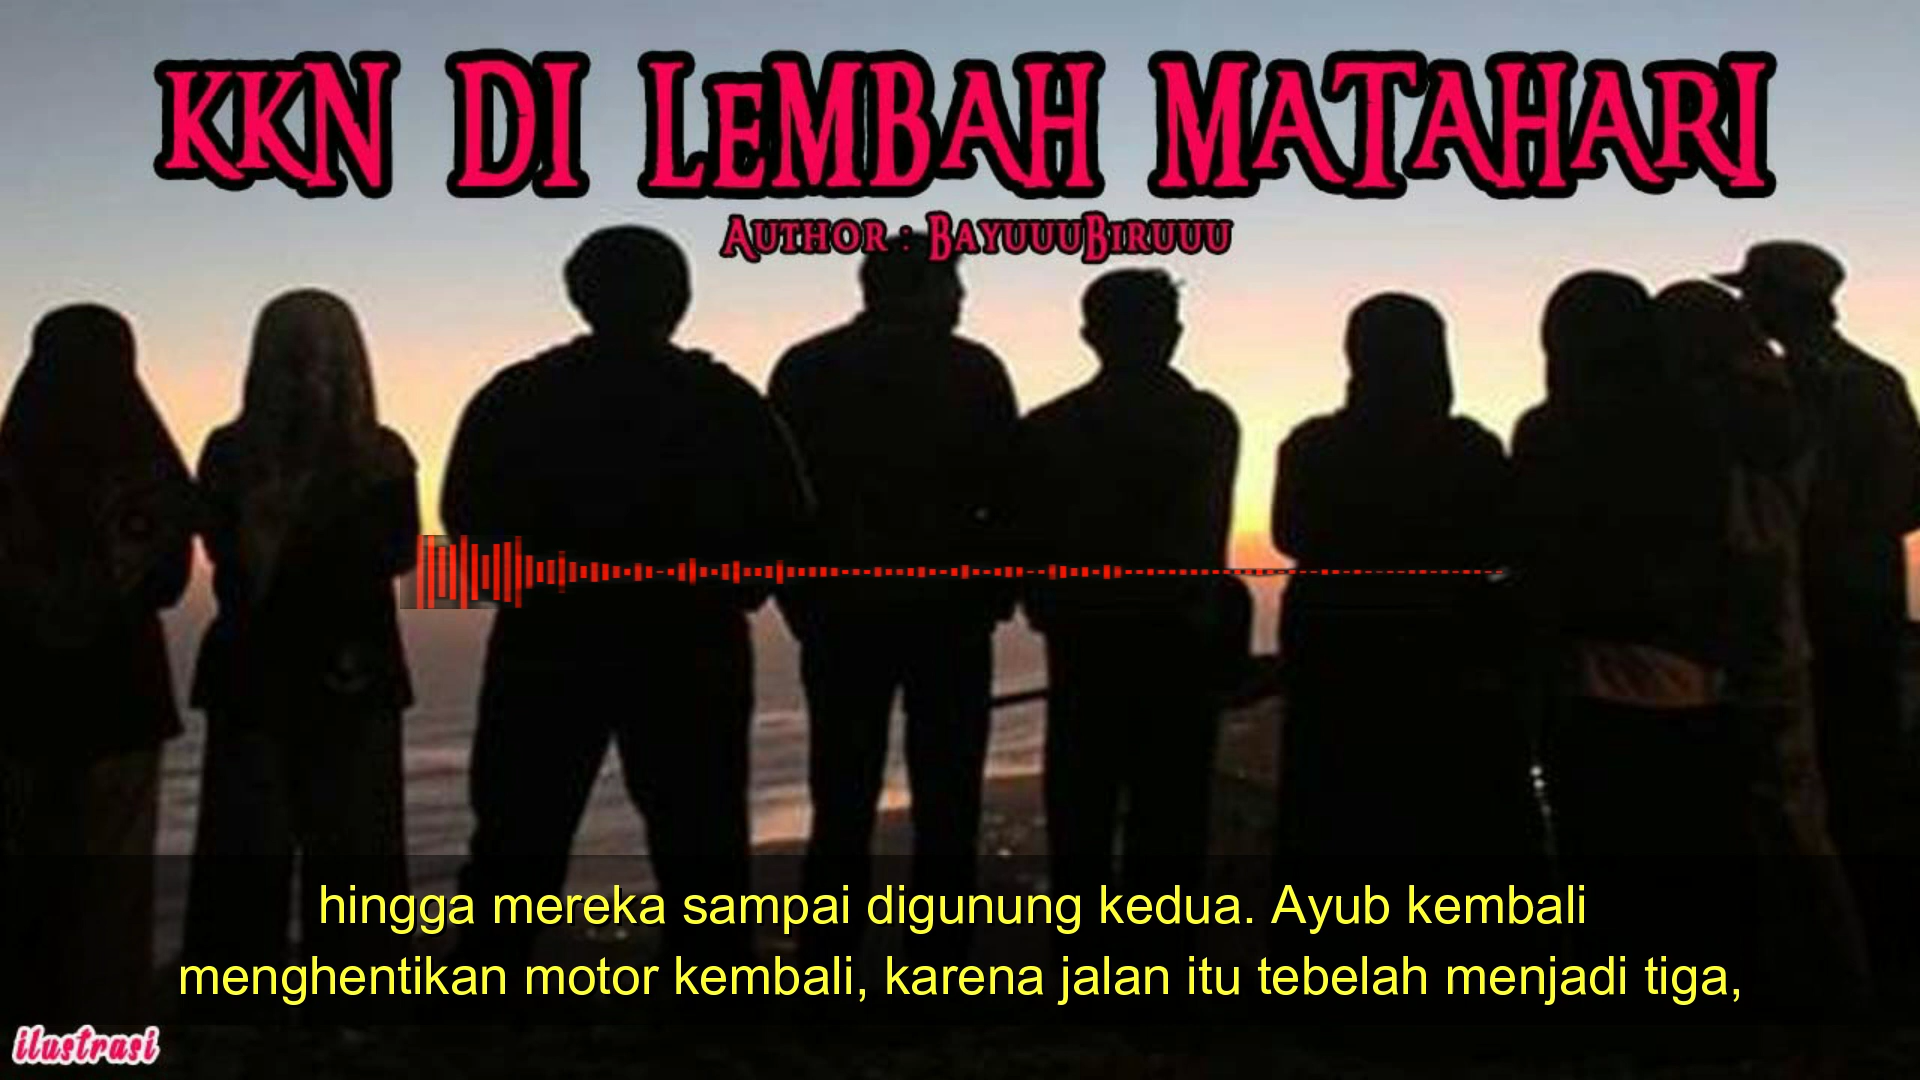 KKN DI LeMBAH MATAHARI
AUTHOR : BAYUUUBIRUUU
hingga mereka sampai digunung kedua. Ayub kembali
menghentikan motor kembali, karena jalan itu tebelah menjadi tiga,
ilustrasi